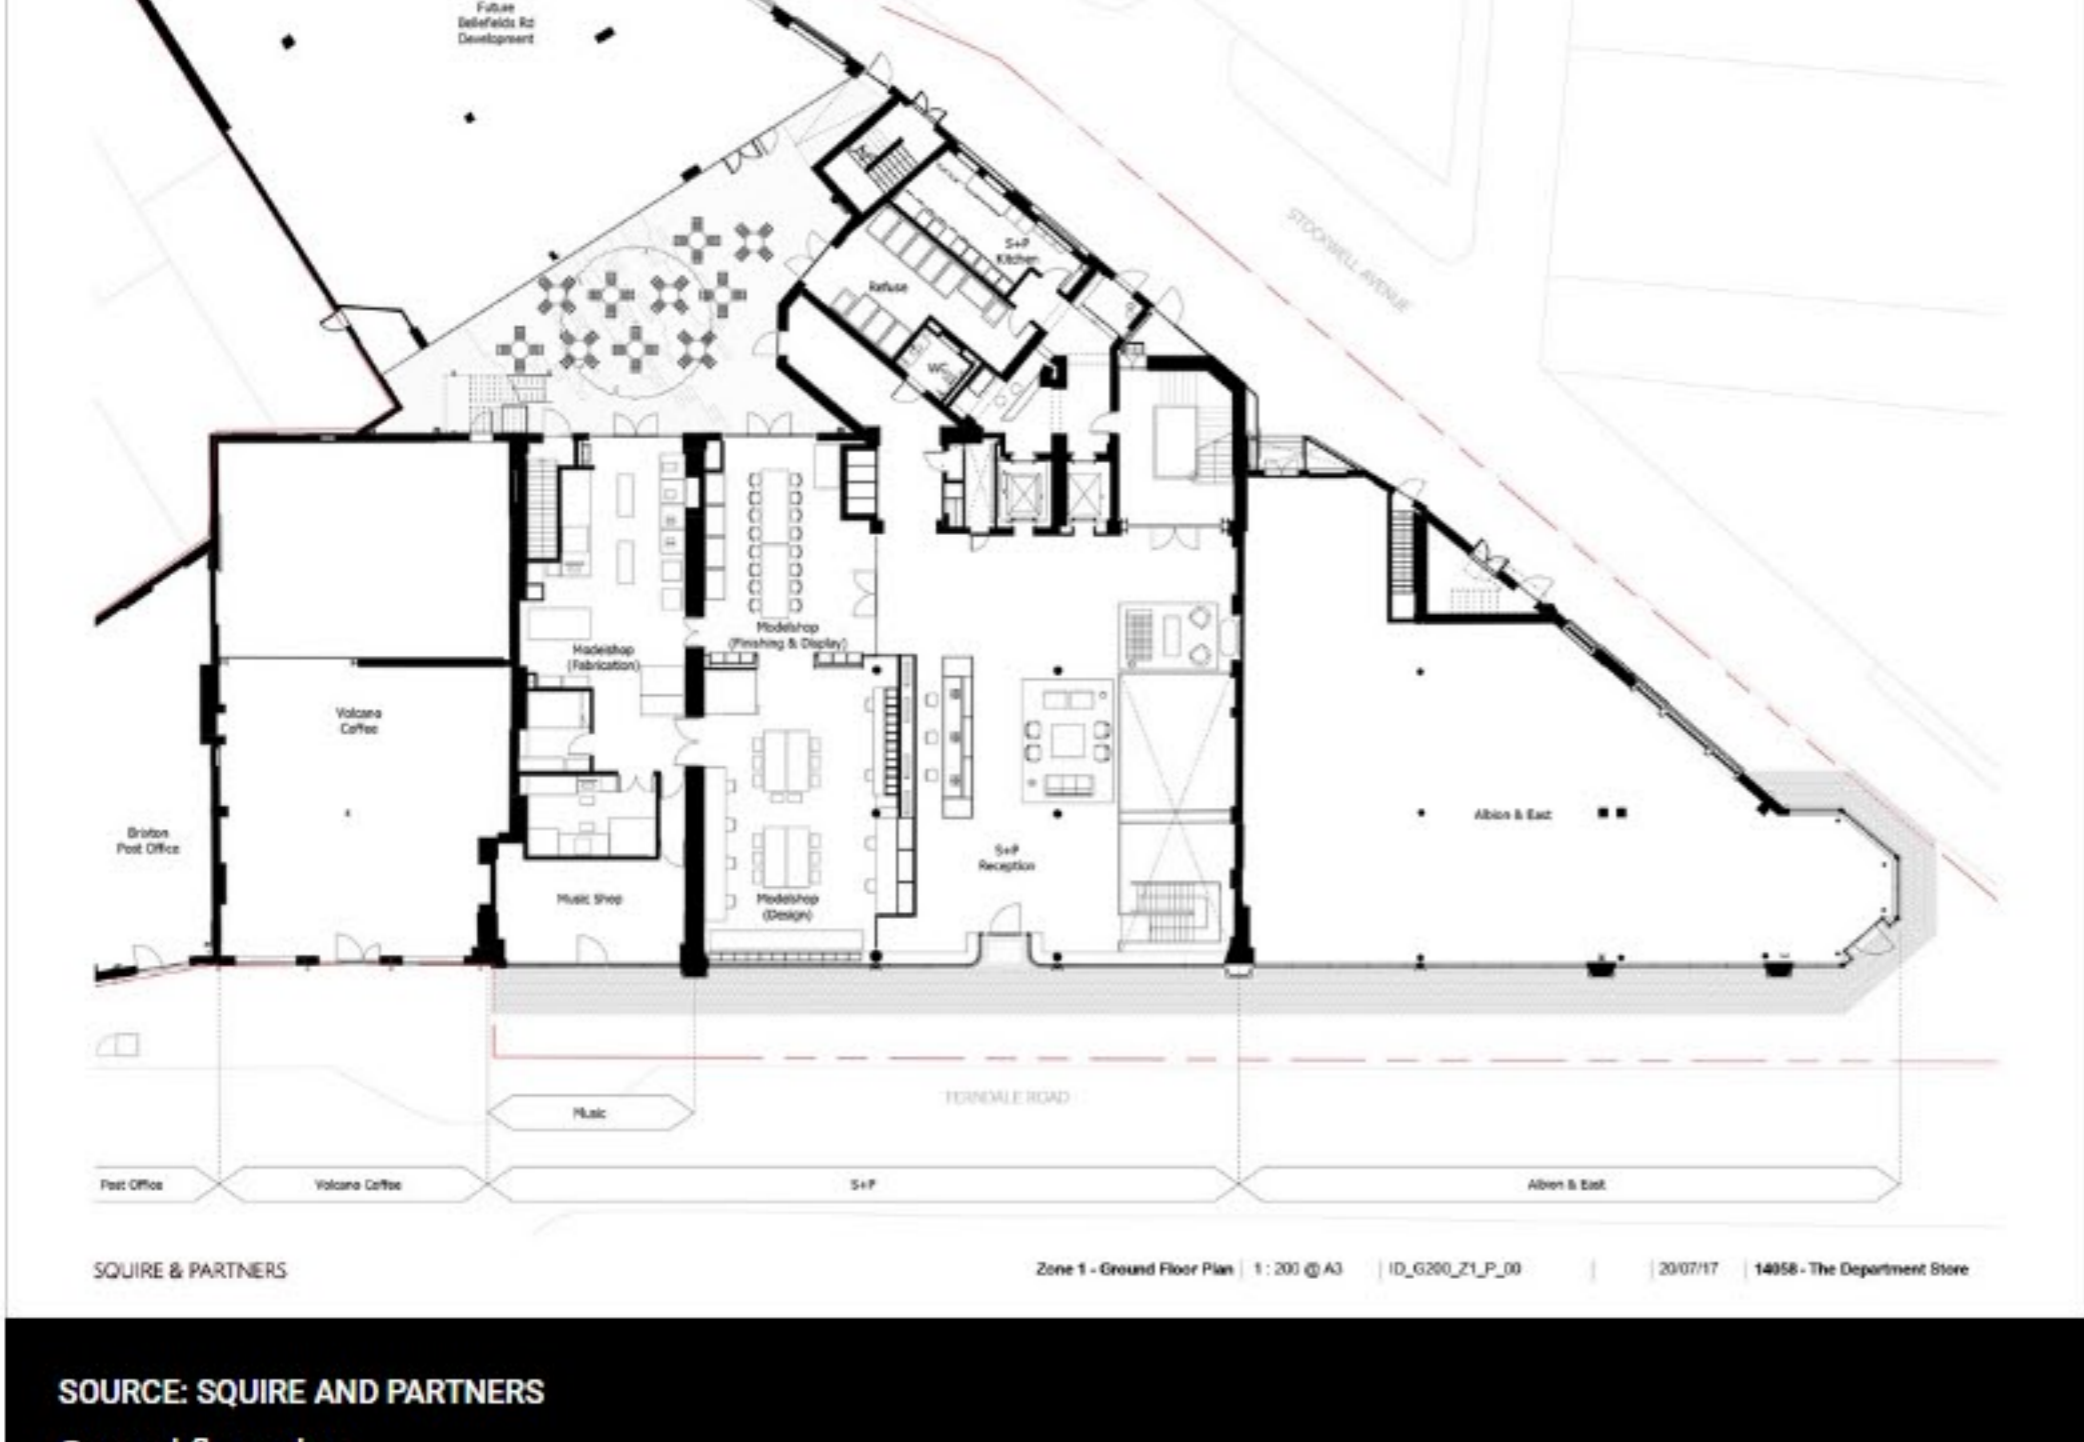 Future
Bellefields Rd
Development
STOCKWELL AVENUE
S+P
Kitchen
Refuse
WC
Modelshop
(Finishing & Display)
Modelshop
(Fabrication)
Volcano
Coffee
Albion & East
Brixton
Post Office
S+P
Reception
Music Shop
Modelshop
(Design)
FERNDALE ROAD
Music
Post Office
Volcano Coffee
S+P
Albion & East
SQUIRE & PARTNERS
Zone 1 - Ground Floor Plan
1 : 200 @ A3
ID_G200_Z1_P_00
20/07/17
14058 - The Department Store
SOURCE: SQUIRE AND PARTNERS